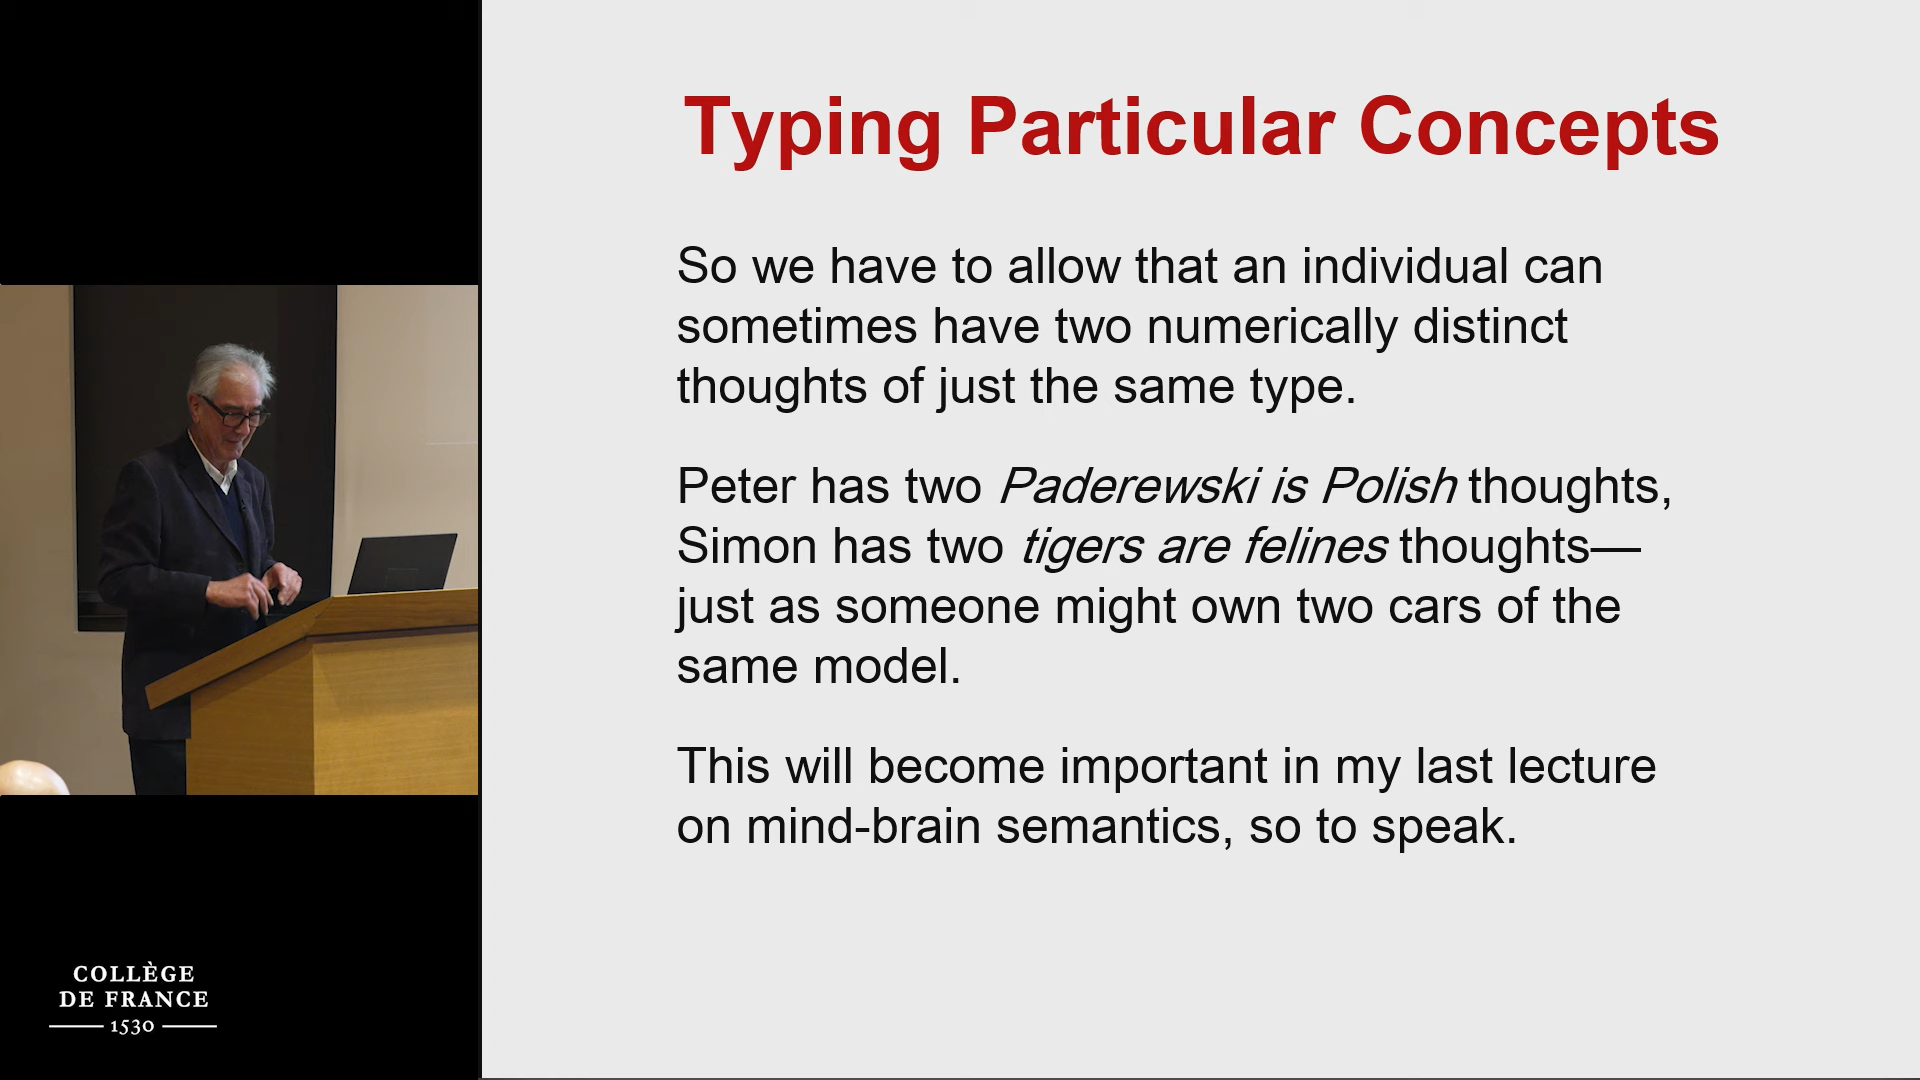 Typing Particular Concepts
So we have to allow that an individual can
sometimes have two numerically distinct
thoughts of just the same type.
Peter has two Paderewski is Polish thoughts,
Simon has two tigers are felines thoughts—
just as someone might own two cars of the
same model.
This will become important in my last lecture
on mind-brain semantics, so to speak.
COLLÈGE
DE FRANCE
1530